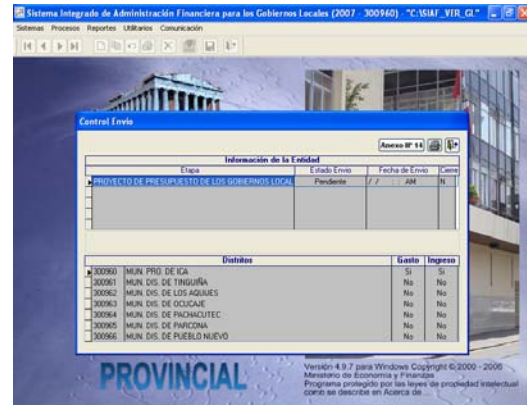 Sistema Integrado de Administración Financiera para los Gobiernos Locales (2007 - 300960) - "C:\SIAF_VIR_GL"
Sistemas Procesos Reportes Utilitarios Comunicación
Control Envío
Anexo Nº 14
Información de la Entidad
Etapa Estado Envio Fecha de Envio Cierre
PROYECTO DE PRESUPUESTO DE LOS GOBIERNOS LOCAL Pendiente / / : : AM N
Distritos Gasto Ingreso
300960 MUN. PRO. DE ICA Si Si
300961 MUN. DIS. DE TINGUIÑA No No
300962 MUN. DIS. DE LOS AQUIJES No No
300963 MUN. DIS. DE OCUCAJE No No
300964 MUN. DIS. DE PACHACUTEC No No
300965 MUN. DIS. DE PARCONA No No
300966 MUN. DIS. DE PUEBLO NUEVO No No
PROVINCIAL
Versión 4.9.7 para Windows Copyright © 2000 - 2006
Ministerio de Economía y Finanzas
Programa protegido por las leyes de propiedad intelectual
como se describe en Acerca de...